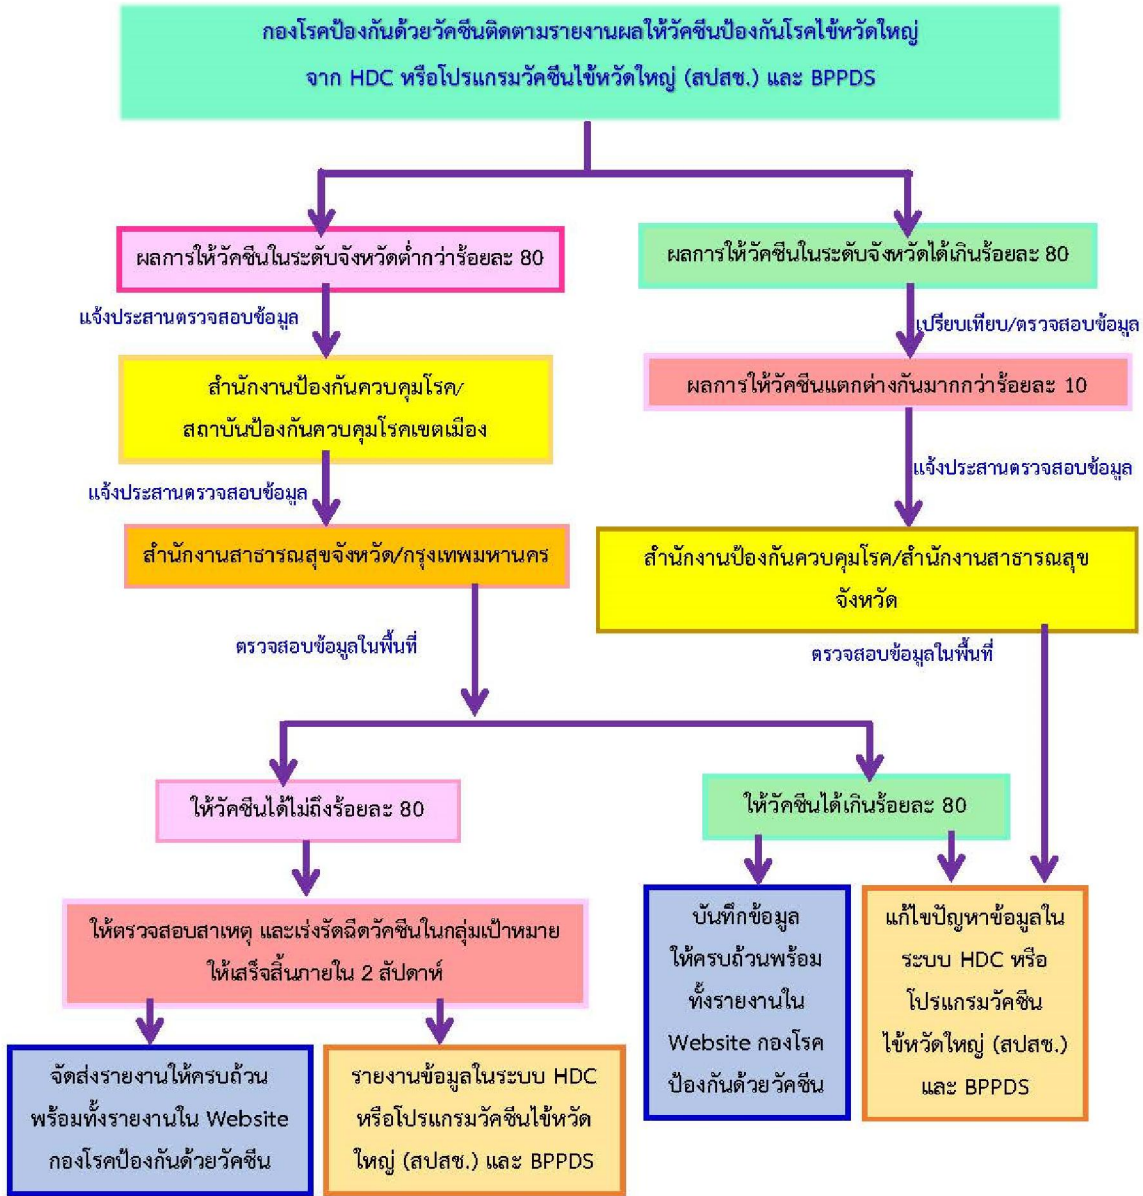 กองโรคป้องกันด้วยวัคซีนติดตามรายงานผลให้วัคซีนป้องกันโรคไข้หวัดใหญ่
จาก HDC หรือโปรแกรมวัคซีนไข้หวัดใหญ่ (สปสช.) และ BPPDS
ผลการให้วัคซีนในระดับจังหวัดต่ำกว่าร้อยละ 80
ผลการให้วัคซีนในระดับจังหวัดได้เกินร้อยละ 80
แจ้งประสานตรวจสอบข้อมูล
เปรียบเทียบ/ตรวจสอบข้อมูล
สำนักงานป้องกันควบคุมโรค/
สถาบันป้องกันควบคุมโรคเขตเมือง
ผลการให้วัคซีนแตกต่างกันมากกว่าร้อยละ 10
แจ้งประสานตรวจสอบข้อมูล
แจ้งประสานตรวจสอบข้อมูล
สำนักงานสาธารณสุขจังหวัด/กรุงเทพมหานคร
สำนักงานป้องกันควบคุมโรค/สำนักงานสาธารณสุข
จังหวัด
ตรวจสอบข้อมูลในพื้นที่
ตรวจสอบข้อมูลในพื้นที่
ให้วัคซีนได้ไม่ถึงร้อยละ 80
ให้วัคซีนได้เกินร้อยละ 80
ให้ตรวจสอบสาเหตุ และเร่งรัดฉีดวัคซีนในกลุ่มเป้าหมาย
ให้เสร็จสิ้นภายใน 2 สัปดาห์
บันทึกข้อมูล
ให้ครบถ้วนพร้อม
ทั้งรายงานใน
Website กองโรค
ป้องกันด้วยวัคซีน
แก้ไขปัญหาข้อมูลใน
ระบบ HDC หรือ
โปรแกรมวัคซีน
ไข้หวัดใหญ่ (สปสช.)
และ BPPDS
จัดส่งรายงานให้ครบถ้วน
พร้อมทั้งรายงานใน Website
กองโรคป้องกันด้วยวัคซีน
รายงานข้อมูลในระบบ HDC
หรือโปรแกรมวัคซีนไข้หวัด
ใหญ่ (สปสช.) และ BPPDS